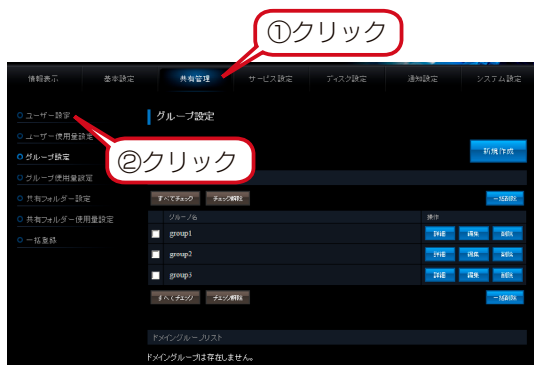 ①クリック
情報表示 基本設定 共有管理 サービス設定 ディスク設定 通知設定 システム設定
ユーザー設定
グループ設定
ユーザー使用量設定
新規作成
グループ設定
②クリック
グループ使用量設定
共有フォルダー設定
すべてチェック チェック解除 一括削除
共有フォルダー使用量設定
グループ名 操作
一括登録
group1 詳細 編集 削除
group2 詳細 編集 削除
group3 詳細 編集 削除
すべてチェック チェック解除 一括削除
ドメイングループリスト
ドメイングループは存在しません。